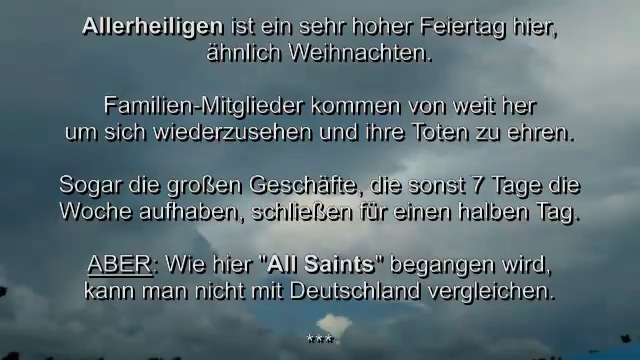 Allerheiligen ist ein sehr hoher Feiertag hier,
ähnlich Weihnachten.
Familien-Mitglieder kommen von weit her
um sich wiederzusehen und ihre Toten zu ehren.
Sogar die großen Geschäfte, die sonst 7 Tage die
Woche aufhaben, schließen für einen halben Tag.
ABER: Wie hier "All Saints" begangen wird,
kann man nicht mit Deutschland vergleichen.
***